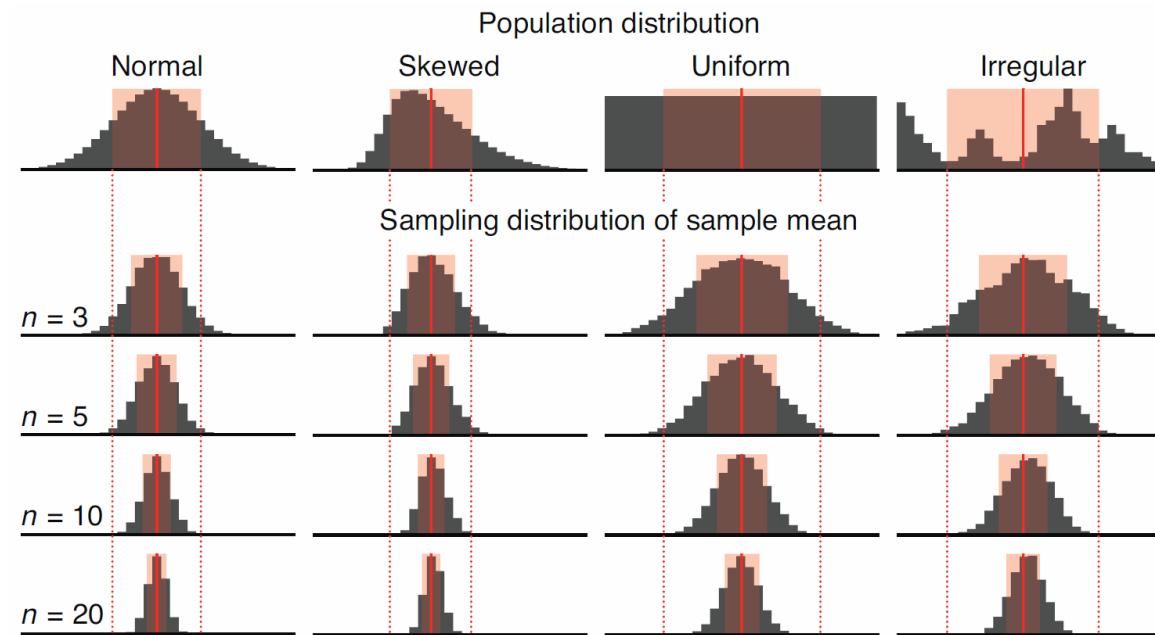 Population distribution
Normal Skewed Uniform Irregular
Sampling distribution of sample mean
n = 3
n = 5
n = 10
n = 20